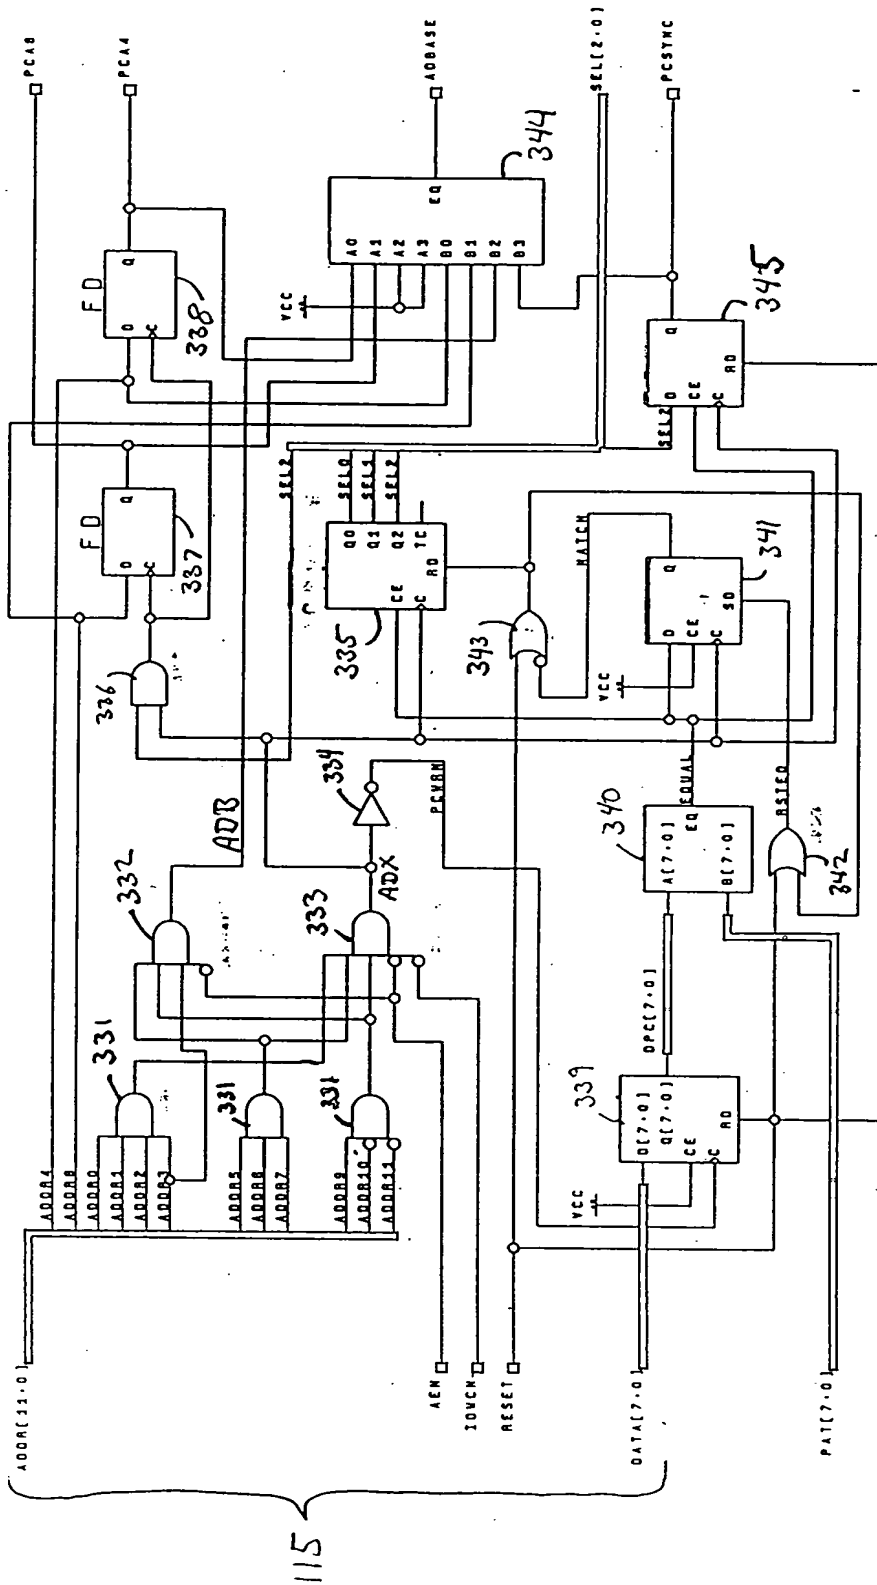 PCA8
PCA4
ADBASE
SEL[2:0]
PCSYNC
FD
338
D
Q
C
FD
337
D
Q
C
336
344
EQ
A0
A1
A2
A3
B0
B1
B2
B3
VCC
345
SEL2
D
CE
C
Q
RD
SEL2
SEL0
SEL1
SEL2
335
Q0
Q1
Q2
TC
CE
C
RD
343
MATCH
341
D
CE
C
Q
SD
VCC
334
PCWRN
ADB
332
333
ADX
340
EQ
EQUAL
A[7:0]
B[7:0]
RSTEQ
342
331
331
331
ADDR4
ADDR8
ADDR0
ADDR1
ADDR2
ADDR3
ADDR5
ADDR6
ADDR7
ADDR9
ADDR10
ADDR11
DPC[7:0]
339
D[7:0]
Q[7:0]
CE
C
RD
VCC
ADDR[11:0]
AEN
IOWCN
RESET
DATA[7:0]
PAT[7:0]
115